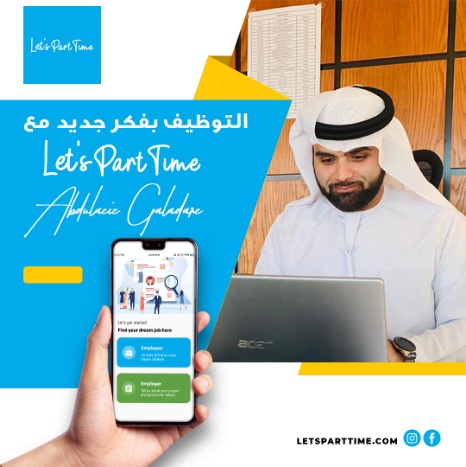 Let's Part Time
التوظيف بفكر جديد مع
Let's Part Time
Abdulazie Galadare
Let's get started!
Find your dream job here
Employee
Employer
acer
LETSPARTTIME.COM